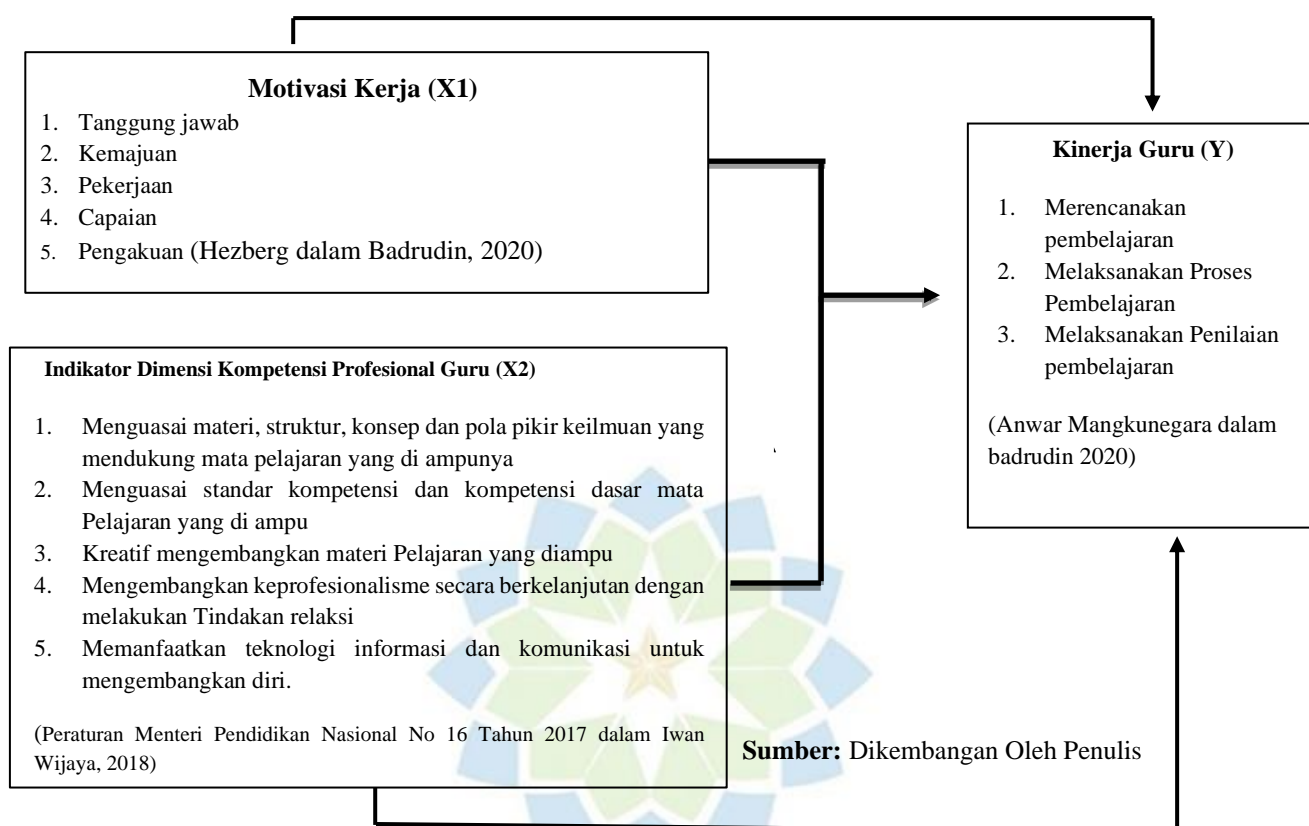 Motivasi Kerja (X1)
1. Tanggung jawab
2. Kemajuan
3. Pekerjaan
4. Capaian
5. Pengakuan (Hezberg dalam Badrudin, 2020)
Indikator Dimensi Kompetensi Profesional Guru (X2)
1. Menguasai materi, struktur, konsep dan pola pikir keilmuan yang
mendukung mata pelajaran yang di ampunya
2. Menguasai standar kompetensi dan kompetensi dasar mata
Pelajaran yang di ampu
3. Kreatif mengembangkan materi Pelajaran yang diampu
4. Mengembangkan keprofesionalisme secara berkelanjutan dengan
melakukan Tindakan relaksi
5. Memanfaatkan teknologi informasi dan komunikasi untuk
mengembangkan diri.
(Peraturan Menteri Pendidikan Nasional No 16 Tahun 2017 dalam Iwan
Wijaya, 2018)
Kinerja Guru (Y)
1. Merencanakan
pembelajaran
2. Melaksanakan Proses
Pembelajaran
3. Melaksanakan Penilaian
pembelajaran
(Anwar Mangkunegara dalam
badrudin 2020)
Sumber: Dikembangan Oleh Penulis